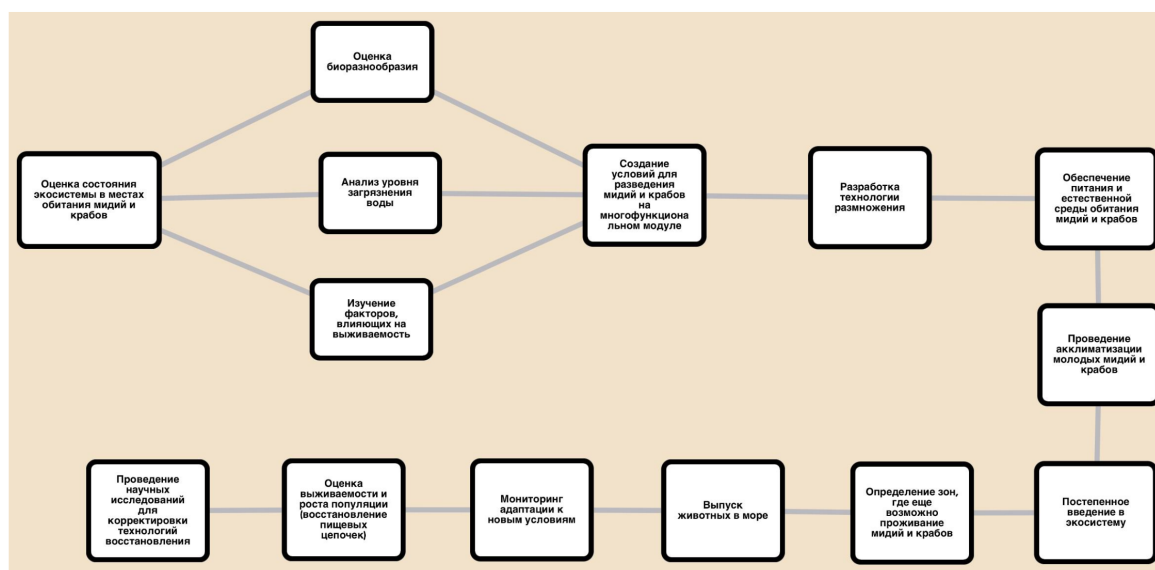 Оценка
биоразнообразия
Оценка состояния
экосистемы в местах
обитания мидий и
крабов
Анализ уровня
загрязнения
воды
Изучение
факторов,
влияющих на
выживаемость
Создание
условий для
разведения
мидий и крабов
на
многофункциона
льном модуле
Разработка
технологии
размножения
Обеспечение
питания и
естественной
среды обитания
мидий и крабов
Проведение
акклиматизации
молодых мидий и
крабов
Постепенное
введение в
экосистему
Определение зон,
где еще
возможно
проживание
мидий и крабов
Выпуск
животных в море
Мониторинг
адаптации к
новым условиям
Оценка
выживаемости и
роста популяции
(восстановление
пищевых
цепочек)
Проведение
научных
исследований
для
корректировки
технологий
восстановления